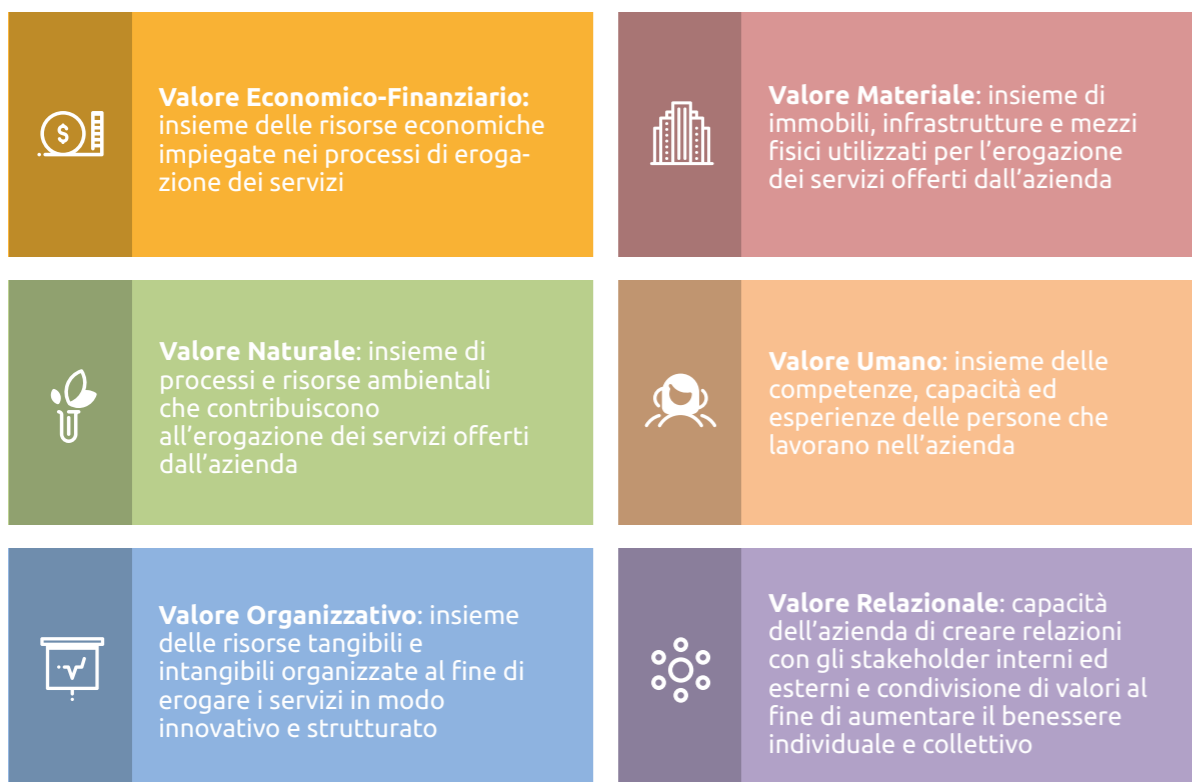 Valore Economico-Finanziario:
insieme delle risorse economiche
impiegate nei processi di eroga-
zione dei servizi
Valore Materiale: insieme di
immobili, infrastrutture e mezzi
fisici utilizzati per l'erogazione
dei servizi offerti dall'azienda
Valore Naturale: insieme di
processi e risorse ambientali
che contribuiscono
all'erogazione dei servizi offerti
dall'azienda
Valore Umano: insieme delle
competenze, capacità ed
esperienze delle persone che
lavorano nell'azienda
Valore Organizzativo: insieme
delle risorse tangibili e
intangibili organizzate al fine di
erogare i servizi in modo
innovativo e strutturato
Valore Relazionale: capacità
dell'azienda di creare relazioni
con gli stakeholder interni ed
esterni e condivisione di valori al
fine di aumentare il benessere
individuale e collettivo